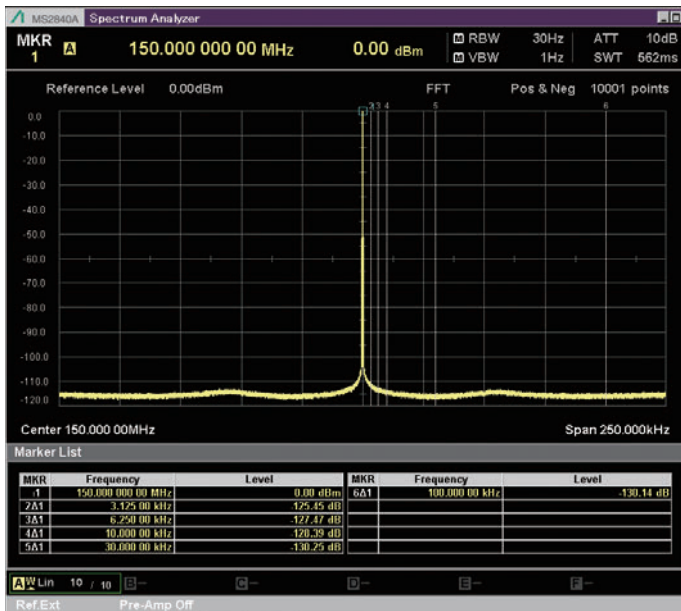 MS2840A Spectrum Analyzer
MKR 1 A 150.000 000 00 MHz 0.00 dBm M RBW 30Hz ATT 10dB
M VBW 1Hz SWT 562ms
Reference Level 0.00dBm FFT Pos & Neg 10001 points
1 2 3 4 5 6
0.0
-10.0
-20.0
-30.0
-40.0
-50.0
-60.0
-70.0
-80.0
-90.0
-100.0
-110.0
-120.0
Center 150.000 00MHz Span 250.000kHz
Marker List
MKR Frequency Level MKR Frequency Level
1 150.000 000 00 MHz 0.00 dBm 6Δ1 100.000 00 kHz -130.14 dB
2Δ1 3.125 00 kHz -125.45 dB
3Δ1 6.250 00 kHz -127.47 dB
4Δ1 10.000 00 kHz -128.39 dB
5Δ1 30.000 00 kHz -130.25 dB
A W Lin 10 / 10 B-- C-- D-- E-- F--
Ref.Ext Pre-Amp Off